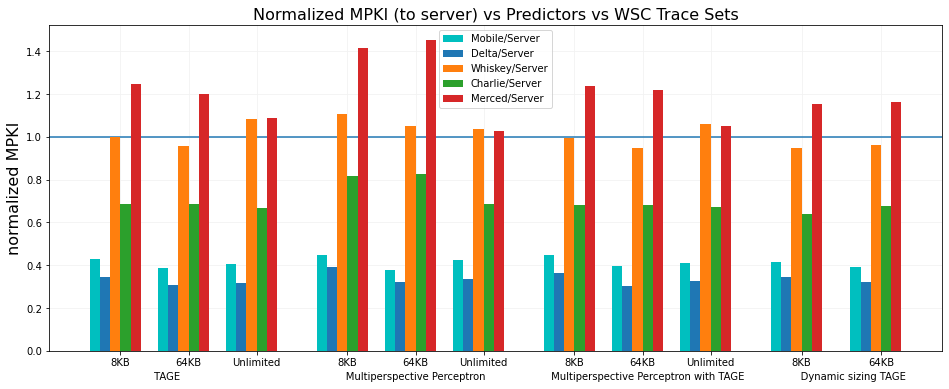 Normalized MPKI (to server) vs Predictors vs WSC Trace Sets
normalized MPKI
1.4
1.2
1.0
0.8
0.6
0.4
0.2
0.0
Mobile/Server
Delta/Server
Whiskey/Server
Charlie/Server
Merced/Server
8KB 64KB Unlimited 8KB 64KB Unlimited 8KB 64KB Unlimited 8KB 64KB
TAGE Multiperspective Perceptron Multiperspective Perceptron with TAGE Dynamic sizing TAGE